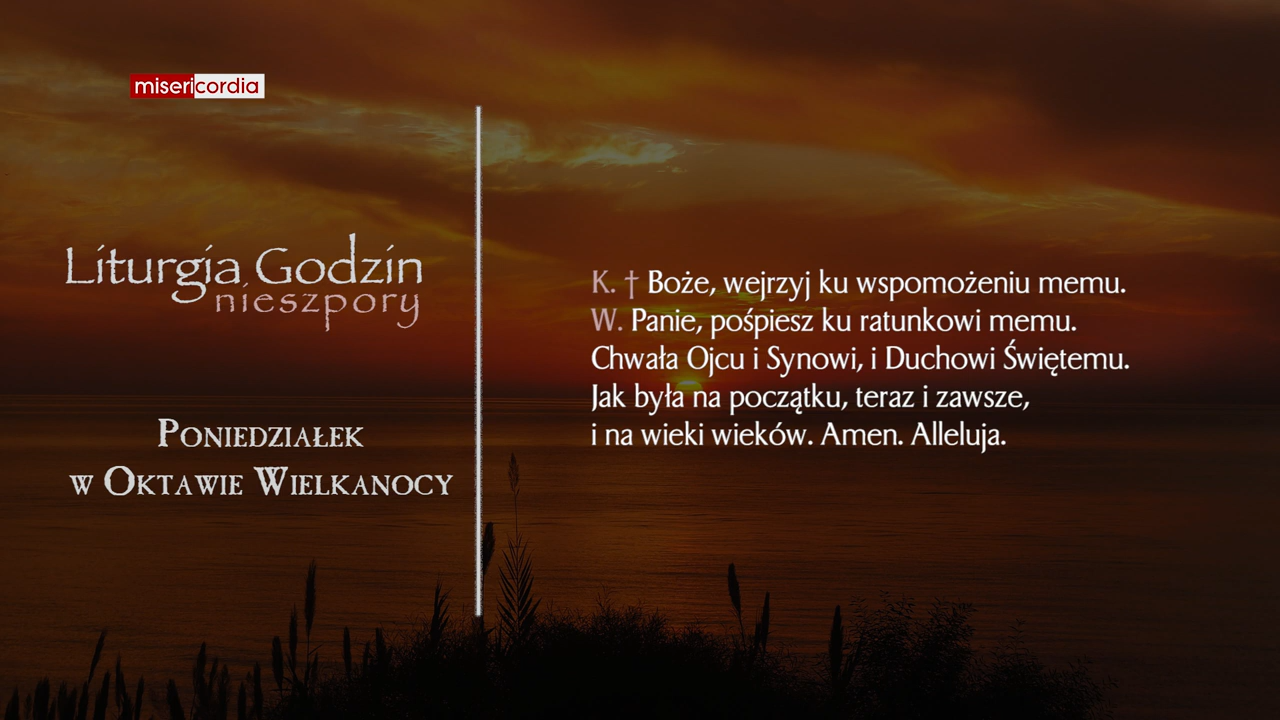 misericordia
Liturgia Godzin
nieszpory
Poniedziałek
w Oktawie Wielkanocy
K. † Boże, wejrzyj ku wspomożeniu memu.
W. Panie, pośpiesz ku ratunkowi memu.
Chwała Ojcu i Synowi, i Duchowi Świętemu.
Jak była na początku, teraz i zawsze,
i na wieki wieków. Amen. Alleluja.